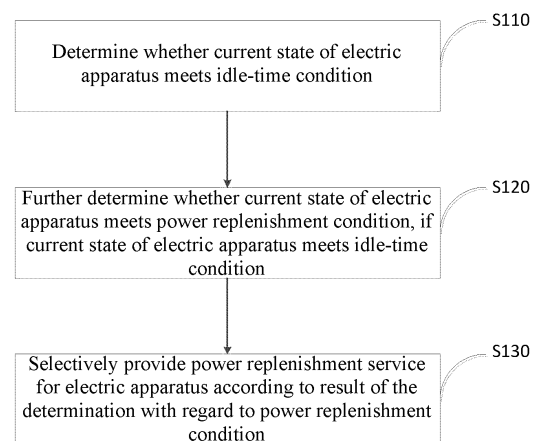 S110
Determine whether current state of electric
apparatus meets idle-time condition
S120
Further determine whether current state of electric
apparatus meets power replenishment condition, if
current state of electric apparatus meets idle-time
condition
S130
Selectively provide power replenishment service
for electric apparatus according to result of the
determination with regard to power replenishment
condition